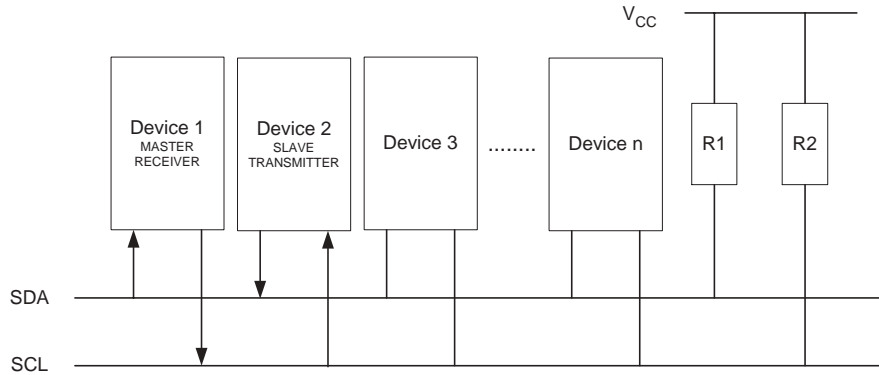 V_CC
Device 1
MASTER
RECEIVER
Device 2
SLAVE
TRANSMITTER
Device 3
........
Device n
R1
R2
SDA
SCL